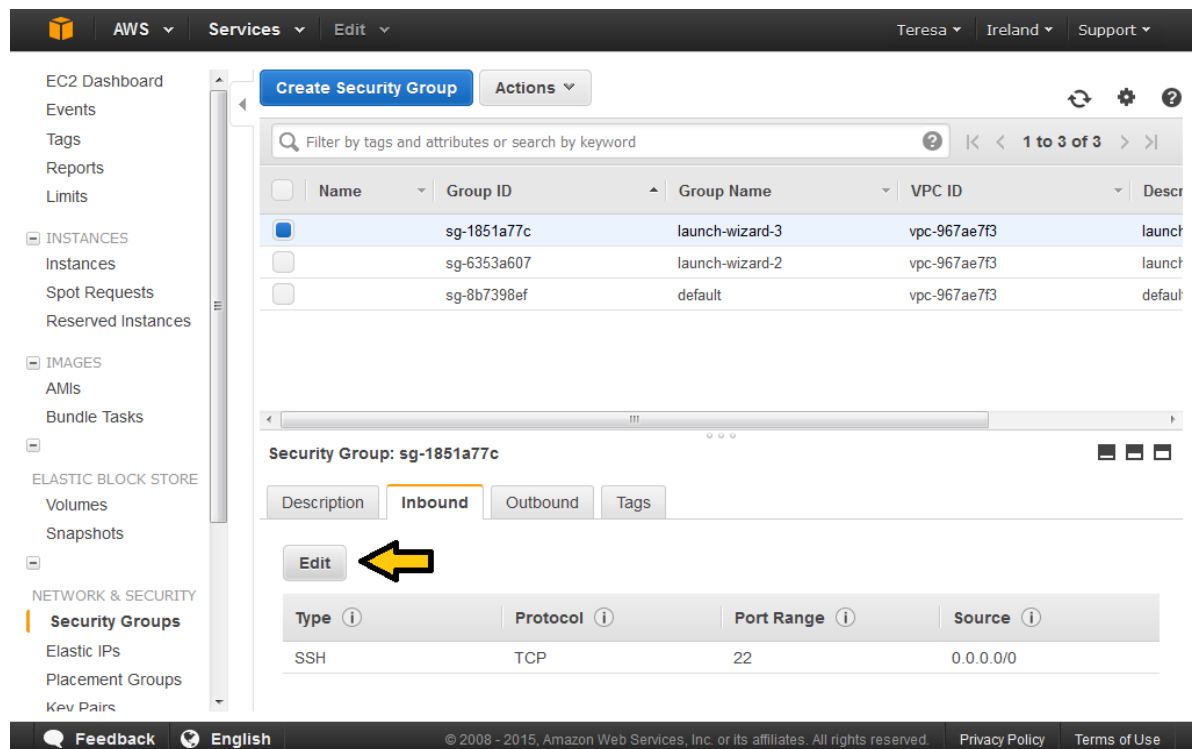 AWS Services Edit Teresa Ireland Support
EC2 Dashboard
Events
Tags
Reports
Limits
INSTANCES
Instances
Spot Requests
Reserved Instances
IMAGES
AMIs
Bundle Tasks
ELASTIC BLOCK STORE
Volumes
Snapshots
NETWORK & SECURITY
Security Groups
Elastic IPs
Placement Groups
Key Pairs
Create Security Group Actions
Filter by tags and attributes or search by keyword 1 to 3 of 3
Name Group ID Group Name VPC ID Descr
sg-1851a77c launch-wizard-3 vpc-967ae7f3 launch
sg-6353a607 launch-wizard-2 vpc-967ae7f3 launch
sg-8b7398ef default vpc-967ae7f3 defaul
Security Group: sg-1851a77c
Description Inbound Outbound Tags
Edit
Type Protocol Port Range Source
SSH TCP 22 0.0.0.0/0
Feedback English © 2008 - 2015, Amazon Web Services, Inc. or its affiliates. All rights reserved. Privacy Policy Terms of Use